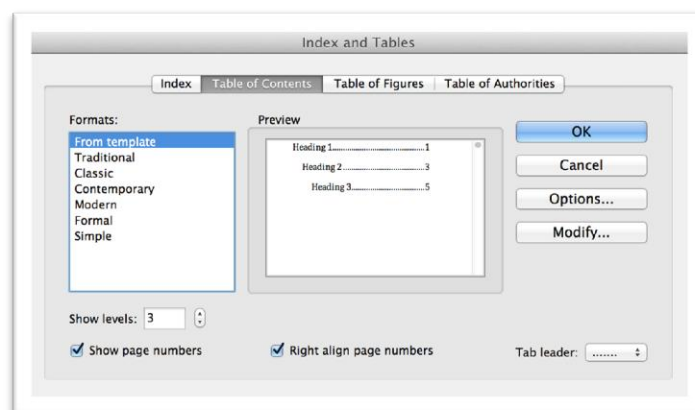 Index and Tables
Index Table of Contents Table of Figures Table of Authorities
Formats:
From template
Traditional
Classic
Contemporary
Modern
Formal
Simple
Preview
Heading 1.....................................1
Heading 2................................3
Heading 3............................5
OK
Cancel
Options...
Modify...
Show levels: 3
Show page numbers
Right align page numbers
Tab leader: .......